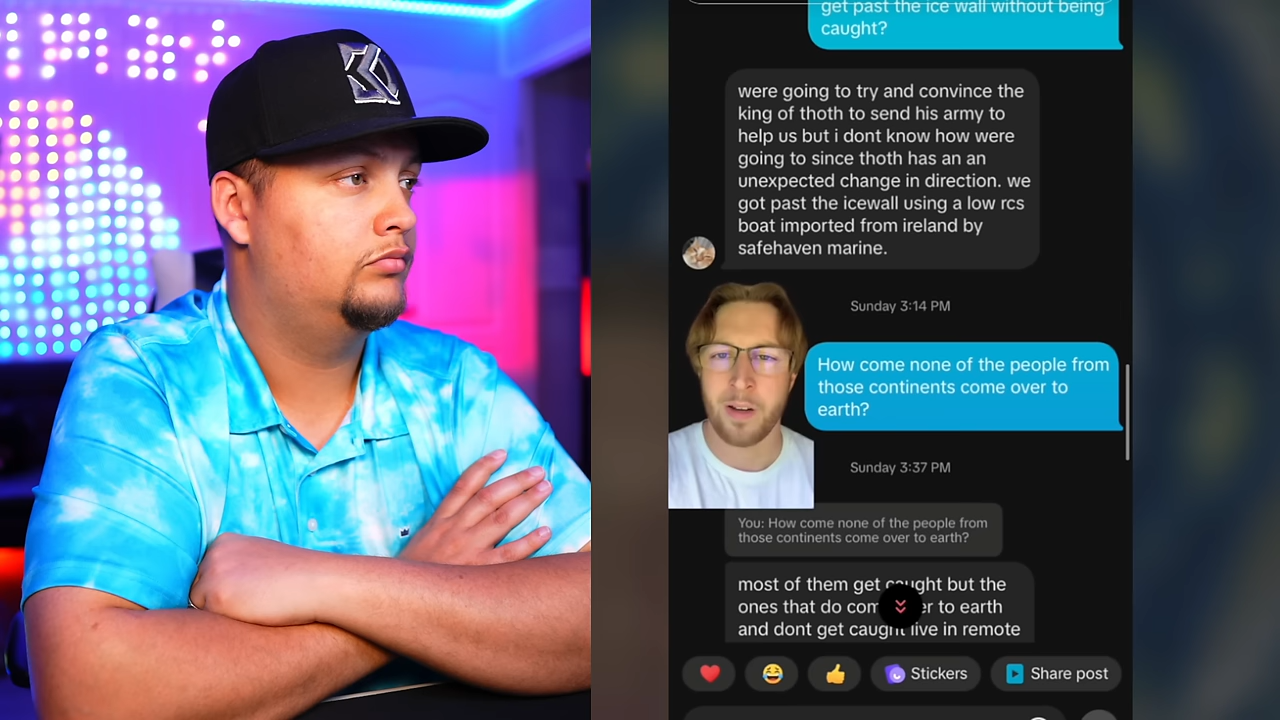 get past the ice wall without being
caught?
were going to try and convince the
king of thoth to send his army to
help us but i dont know how were
going to since thoth has an an
unexpected change in direction. we
got past the icewall using a low rcs
boat imported from ireland by
safehaven marine.
Sunday 3:14 PM
How come none of the people from
those continents come over to
earth?
Sunday 3:37 PM
You: How come none of the people from
those continents come over to earth?
most of them get caught but the
ones that do come over to earth
and dont get caught live in remote
Stickers
Share post